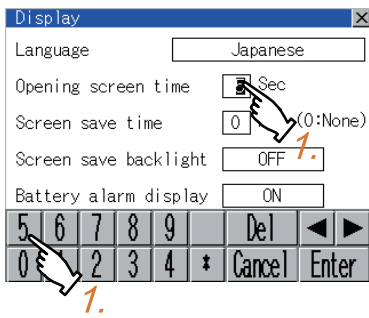 Display
Language Japanese
Opening screen time Sec
Screen save time 0 (0:None)
1.
Screen save backlight OFF
Battery alarm display ON
5 6 7 8 9 Del ◀ ▶
0 2 3 4 * Cancel Enter
1.